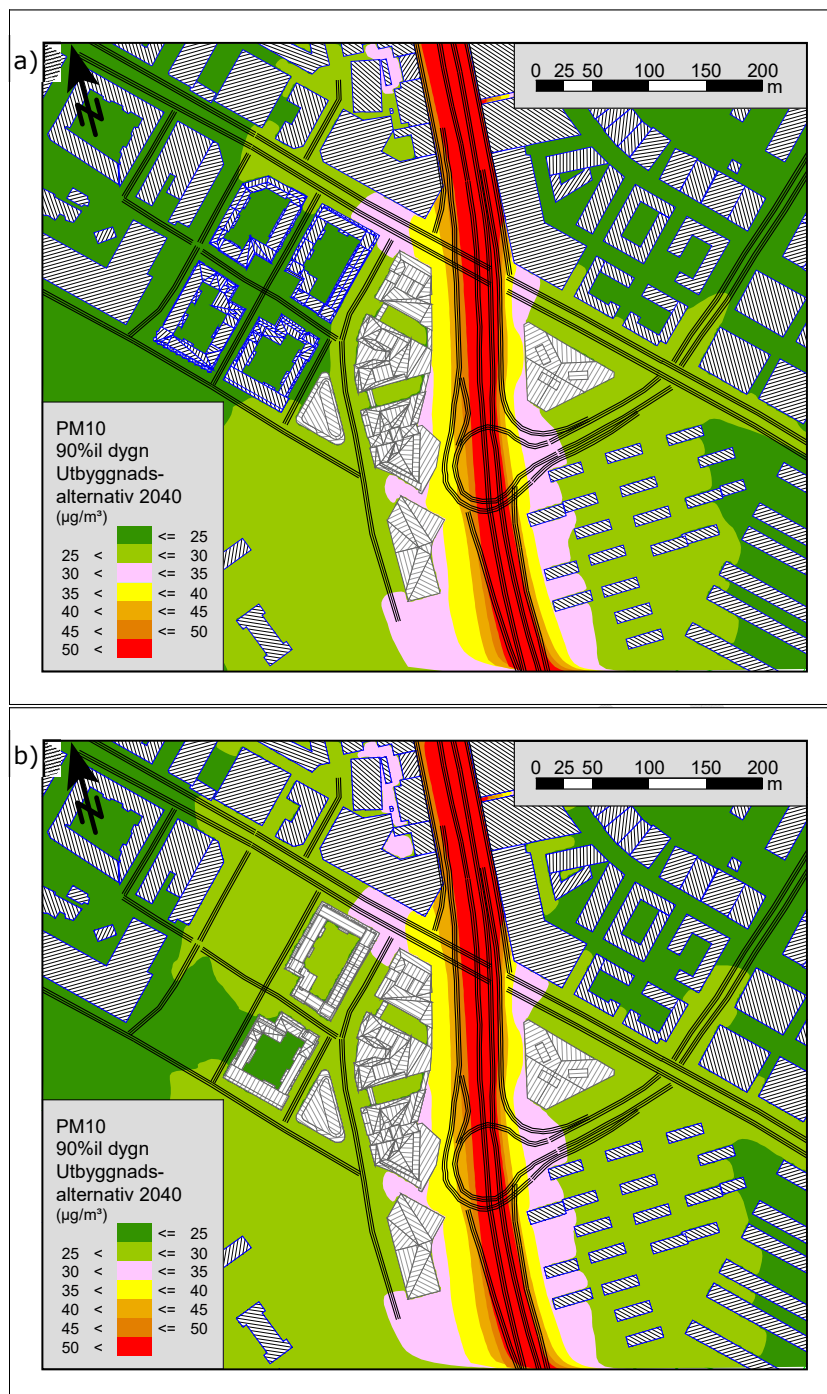 a)
N
0 25 50 100 150 200
m
PM10
90%il dygn
Utbyggnads-
alternativ 2040
(µg/m³)
<= 25
25 < <= 30
30 < <= 35
35 < <= 40
40 < <= 45
45 < <= 50
50 <
b)
N
0 25 50 100 150 200
m
PM10
90%il dygn
Utbyggnads-
alternativ 2040
(µg/m³)
<= 25
25 < <= 30
30 < <= 35
35 < <= 40
40 < <= 45
45 < <= 50
50 <